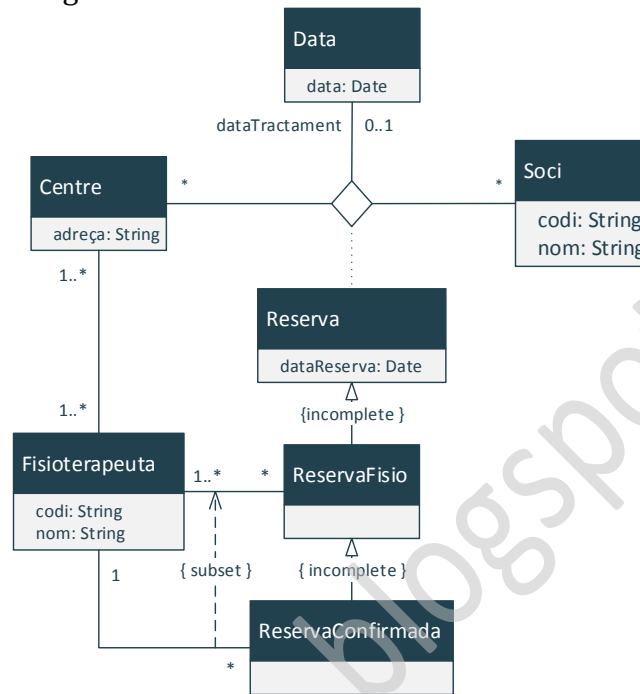 Data
data: Date
dataTractament 0..1
Soci
codi: String
nom: String
Centre
adreça: String
*
*
1..*
Reserva
dataReserva: Date
{incomplete }
1..*
Fisioterapeuta
codi: String
nom: String
1..*
*
ReservaFisio
{ subset }
{ incomplete }
1
ReservaConfirmada
*